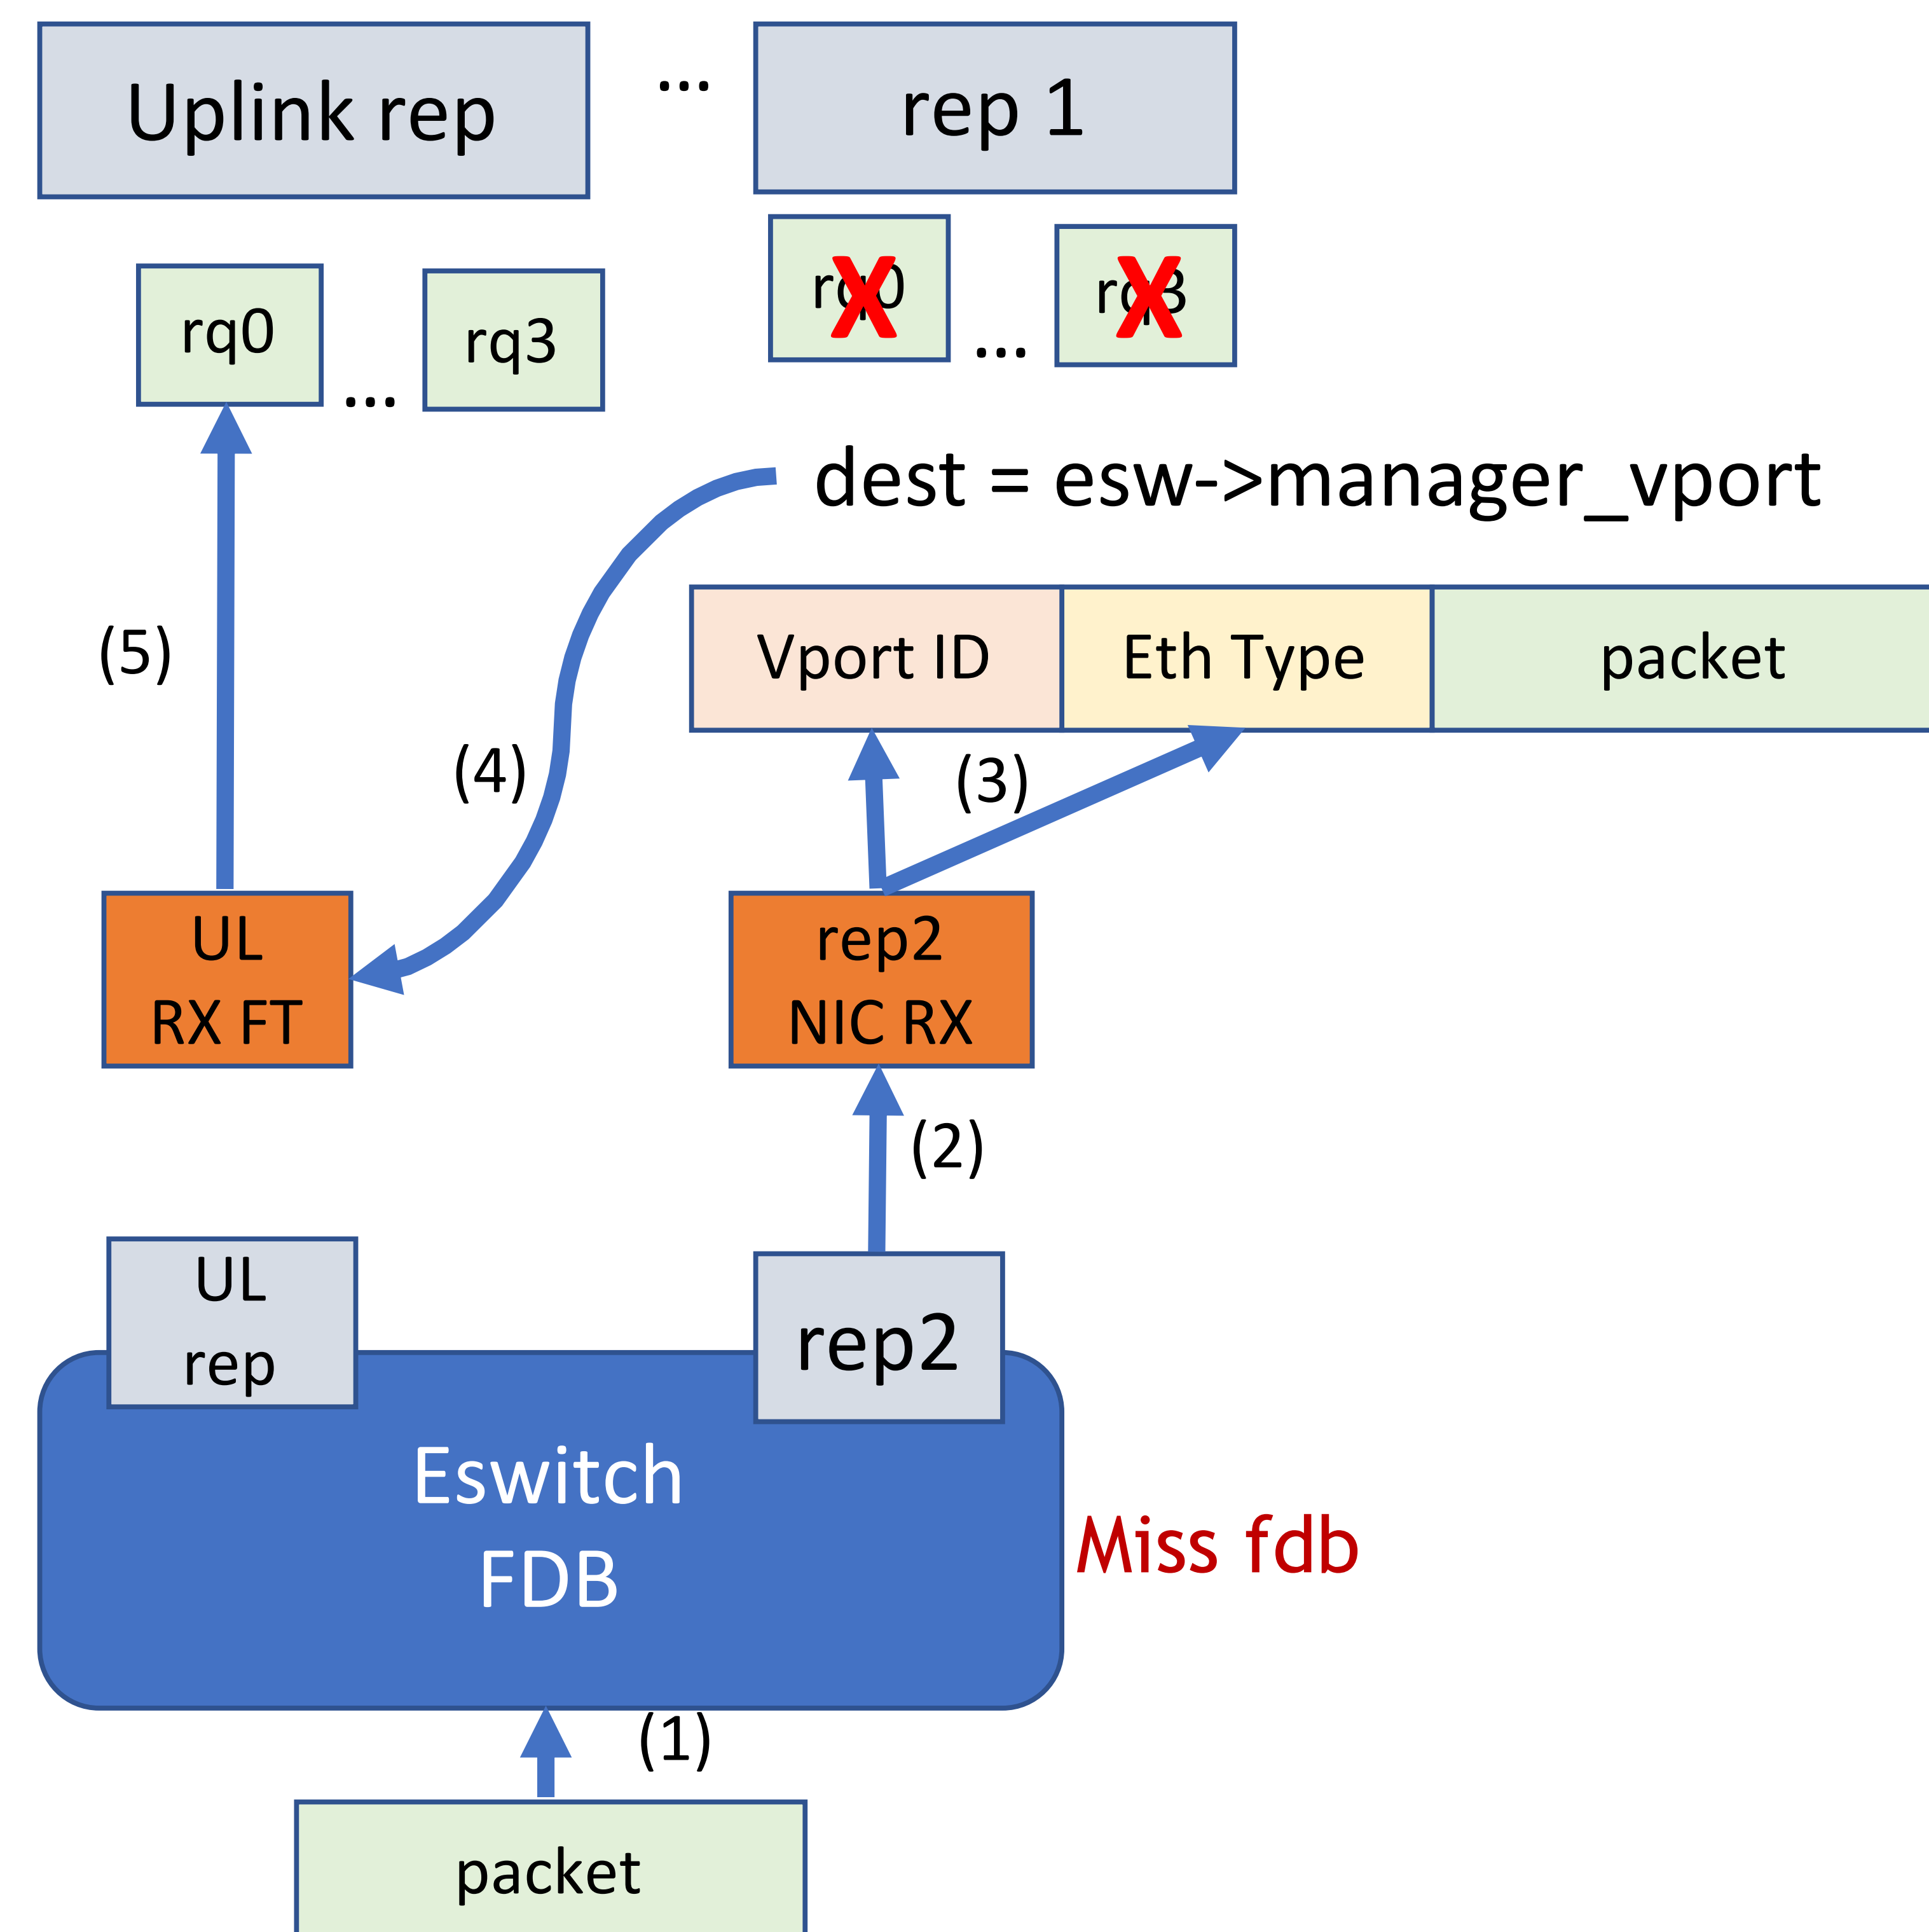 Uplink rep
...
rep 1
rq0
...
rq3
rq0
...
rq3
dest = esw->manager_vport
Vport ID
Eth Type
packet
(5)
(4)
(3)
UL
RX FT
rep2
NIC RX
(2)
UL
rep
rep2
Eswitch
FDB
Miss fdb
(1)
packet